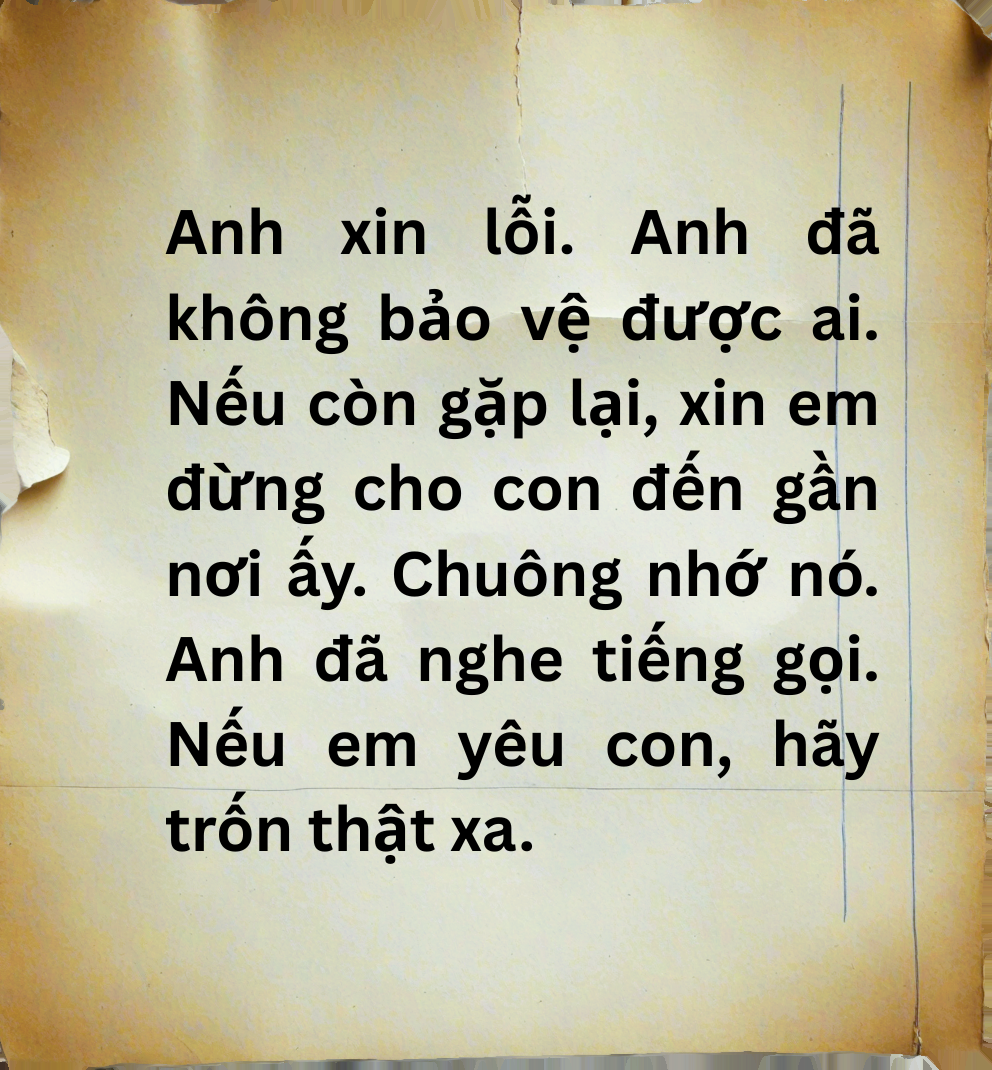 Anh xin lỗi. Anh đã
không bảo vệ được ai.
Nếu còn gặp lại, xin em
đừng cho con đến gần
nơi ấy. Chuông nhớ nó.
Anh đã nghe tiếng gọi.
Nếu em yêu con, hãy
trốn thật xa.